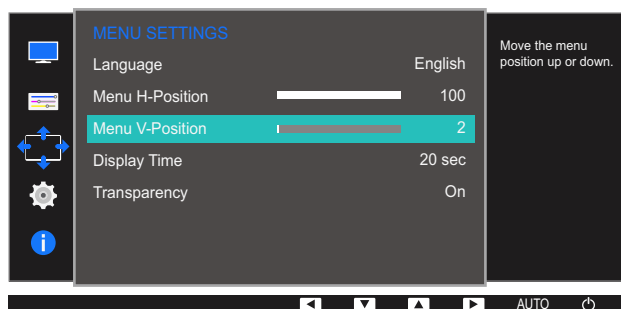 MENU SETTINGS
Language English
Menu H-Position 100
Menu V-Position 2
Display Time 20 sec
Transparency On
Move the menu
position up or down.
AUTO